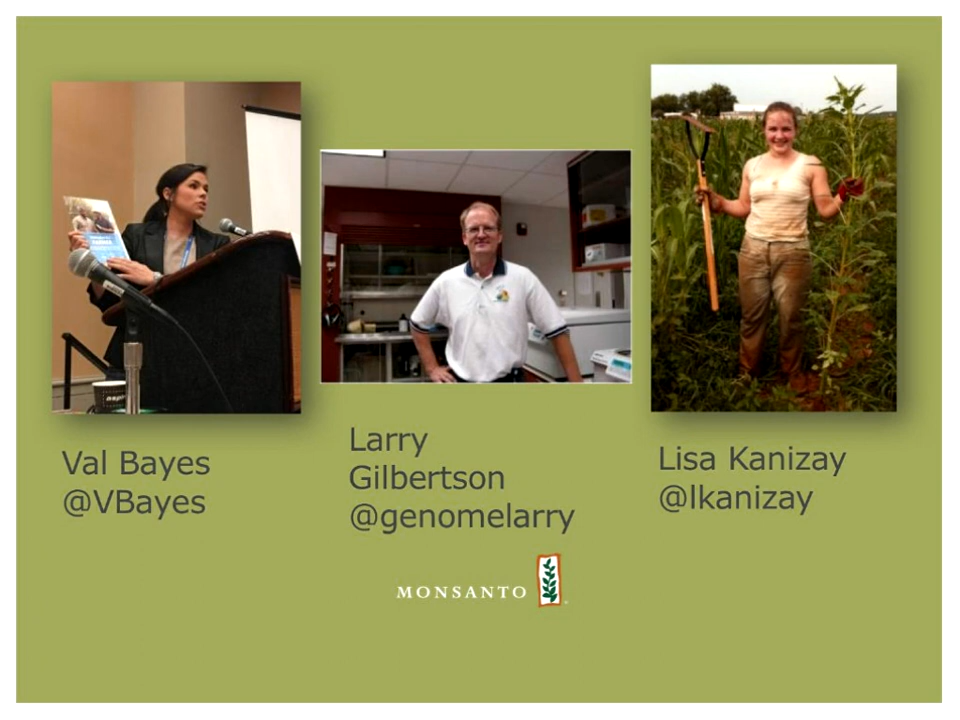 Val Bayes
@VBayes
Larry
Gilbertson
@genomelarry
Lisa Kanizay
@lkanizay
MONSANTO